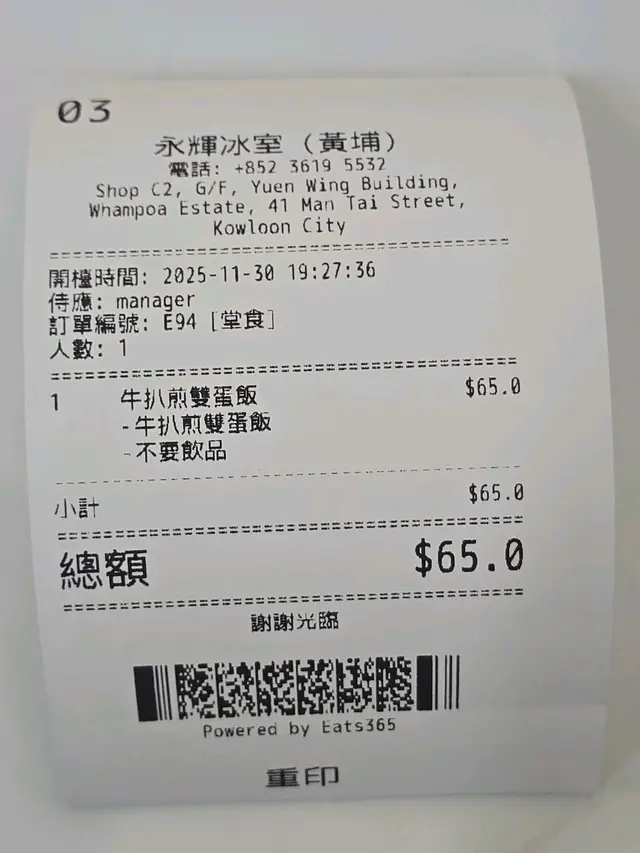 03
永輝冰室 (黃埔)
電話: +852 3619 5532
Shop C2, G/F, Yuen Wing Building,
Whampoa Estate, 41 Man Tai Street,
Kowloon City
開檯時間: 2025-11-30 19:27:36
侍應: manager
訂單編號: E94 [堂食]
人數: 1
1 牛扒煎雙蛋飯 $65.0
-牛扒煎雙蛋飯
-不要飲品
小計 $65.0
總額 $65.0
謝謝光臨
Powered by Eats365
重印